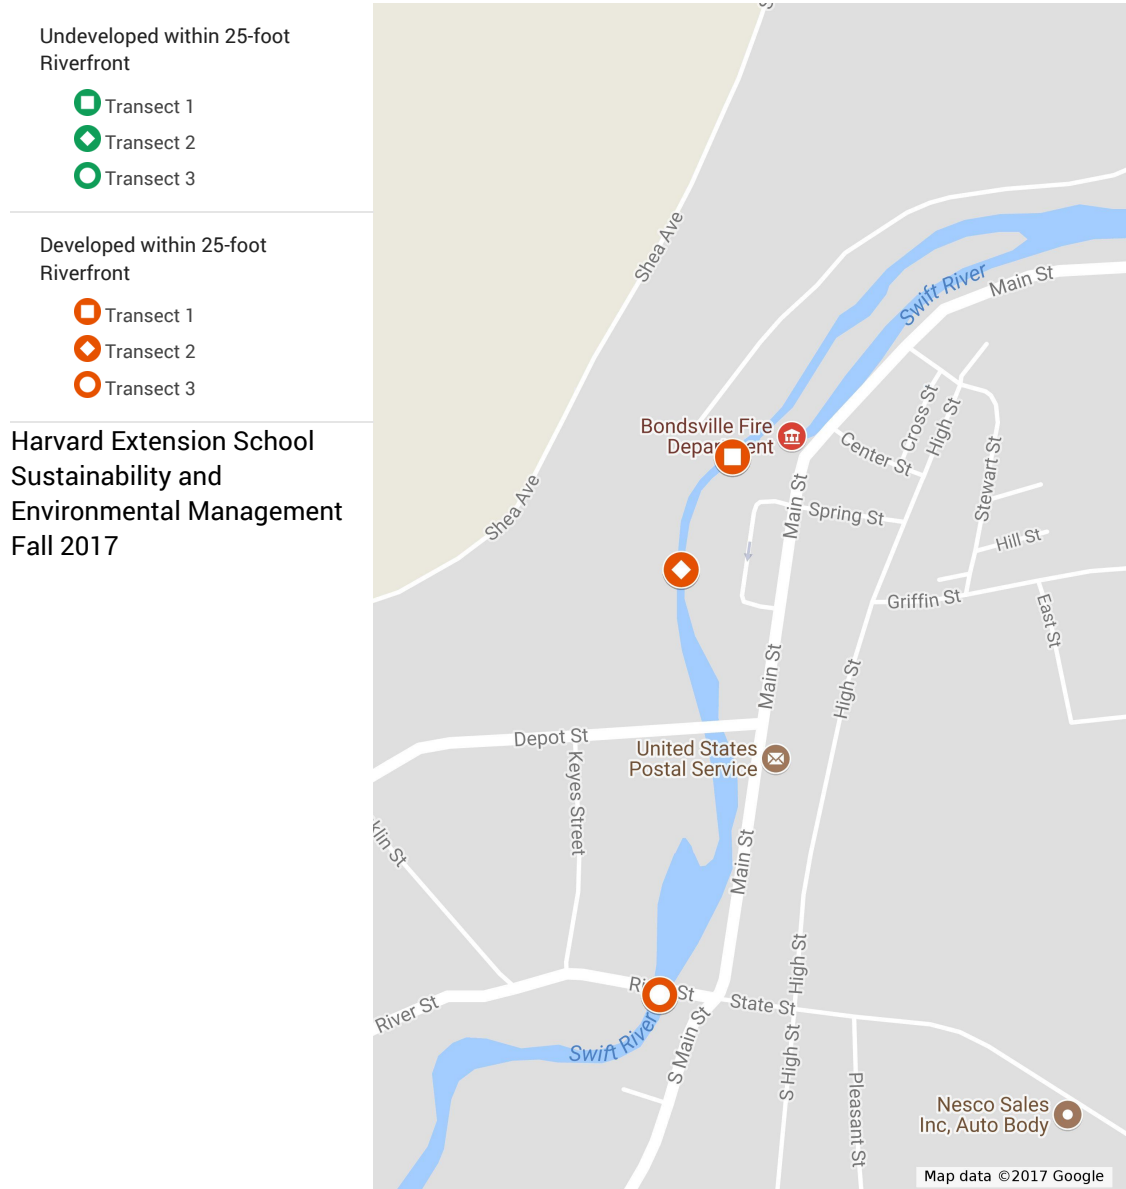 Undeveloped within 25-foot
Riverfront
Transect 1
Transect 2
Transect 3
Developed within 25-foot
Riverfront
Transect 1
Transect 2
Transect 3
Harvard Extension School
Sustainability and
Environmental Management
Fall 2017
Shea Ave
Swift River
Main St
Bondsville Fire
Department
Cross St
High St
Center St
Stewart St
Shea Ave
Main St
Spring St
Hill St
Griffin St
East St
Main St
High St
Depot St
United States
Postal Service
Keyes Street
klin St
Main St
High St
River St
State St
River St
Swift River
S Main St
S High St
Pleasant St
Nesco Sales
Inc, Auto Body
Map data ©2017 Google